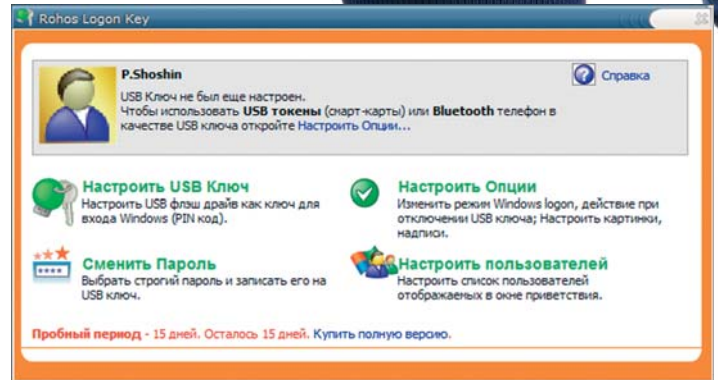 Rohos Logon Key
P.Shoshin
Справка
USB Ключ не был еще настроен.
Чтобы использовать USB токены (смарт-карты) или Bluetooth телефон в
качестве USB ключа откройте Настроить Опции...
Настроить USB Ключ
Настроить USB флэш драйв как ключ для
входа Windows (PIN код).
Настроить Опции
Изменить режим Windows logon, действие при
отключении USB ключа; Настроить картинки,
надписи.
Сменить Пароль
Выбрать строгий пароль и записать его на
USB ключ.
Настроить пользователей
Настроить список пользователей
отображаемых в окне приветствия.
Пробный период - 15 дней. Осталось 15 дней. Купить полную версию.